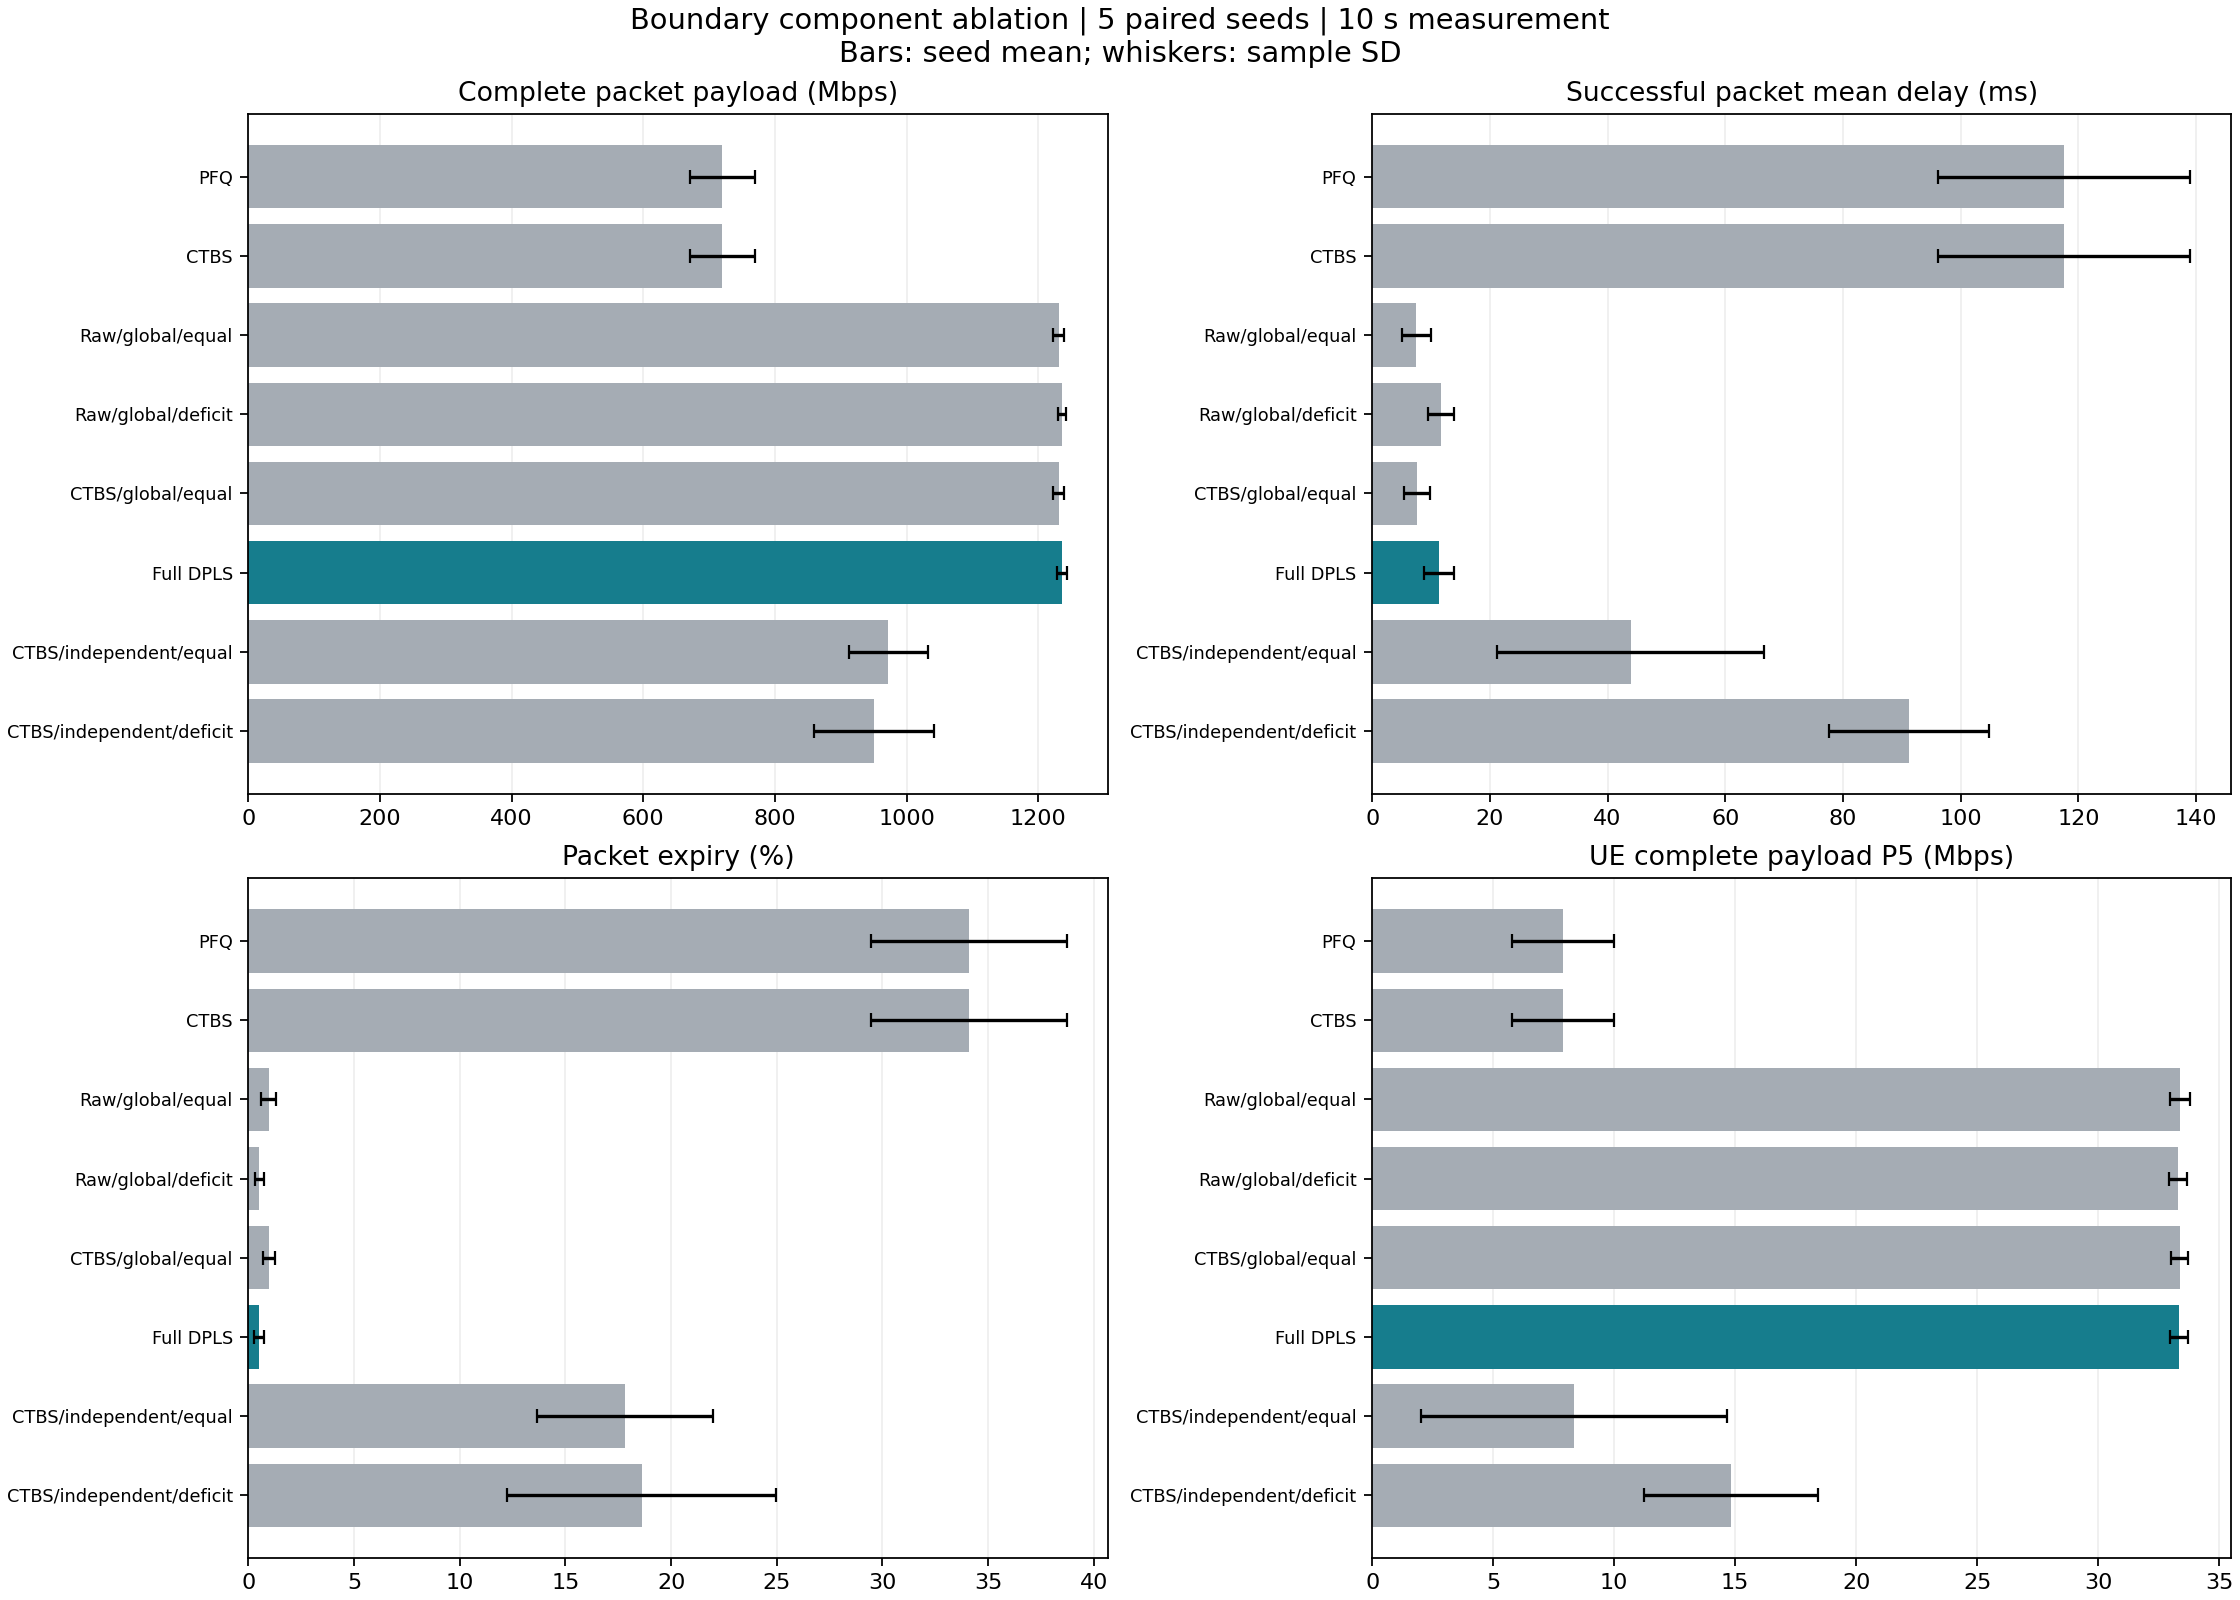 Boundary component ablation | 5 paired seeds | 10 s measurement
Bars: seed mean; whiskers: sample SD
Complete packet payload (Mbps)
PFQ
CTBS
Raw/global/equal
Raw/global/deficit
CTBS/global/equal
Full DPLS
CTBS/independent/equal
CTBS/independent/deficit
0 200 400 600 800 1000 1200
Successful packet mean delay (ms)
PFQ
CTBS
Raw/global/equal
Raw/global/deficit
CTBS/global/equal
Full DPLS
CTBS/independent/equal
CTBS/independent/deficit
0 20 40 60 80 100 120 140
Packet expiry (%)
PFQ
CTBS
Raw/global/equal
Raw/global/deficit
CTBS/global/equal
Full DPLS
CTBS/independent/equal
CTBS/independent/deficit
0 5 10 15 20 25 30 35 40
UE complete payload P5 (Mbps)
PFQ
CTBS
Raw/global/equal
Raw/global/deficit
CTBS/global/equal
Full DPLS
CTBS/independent/equal
CTBS/independent/deficit
0 5 10 15 20 25 30 35